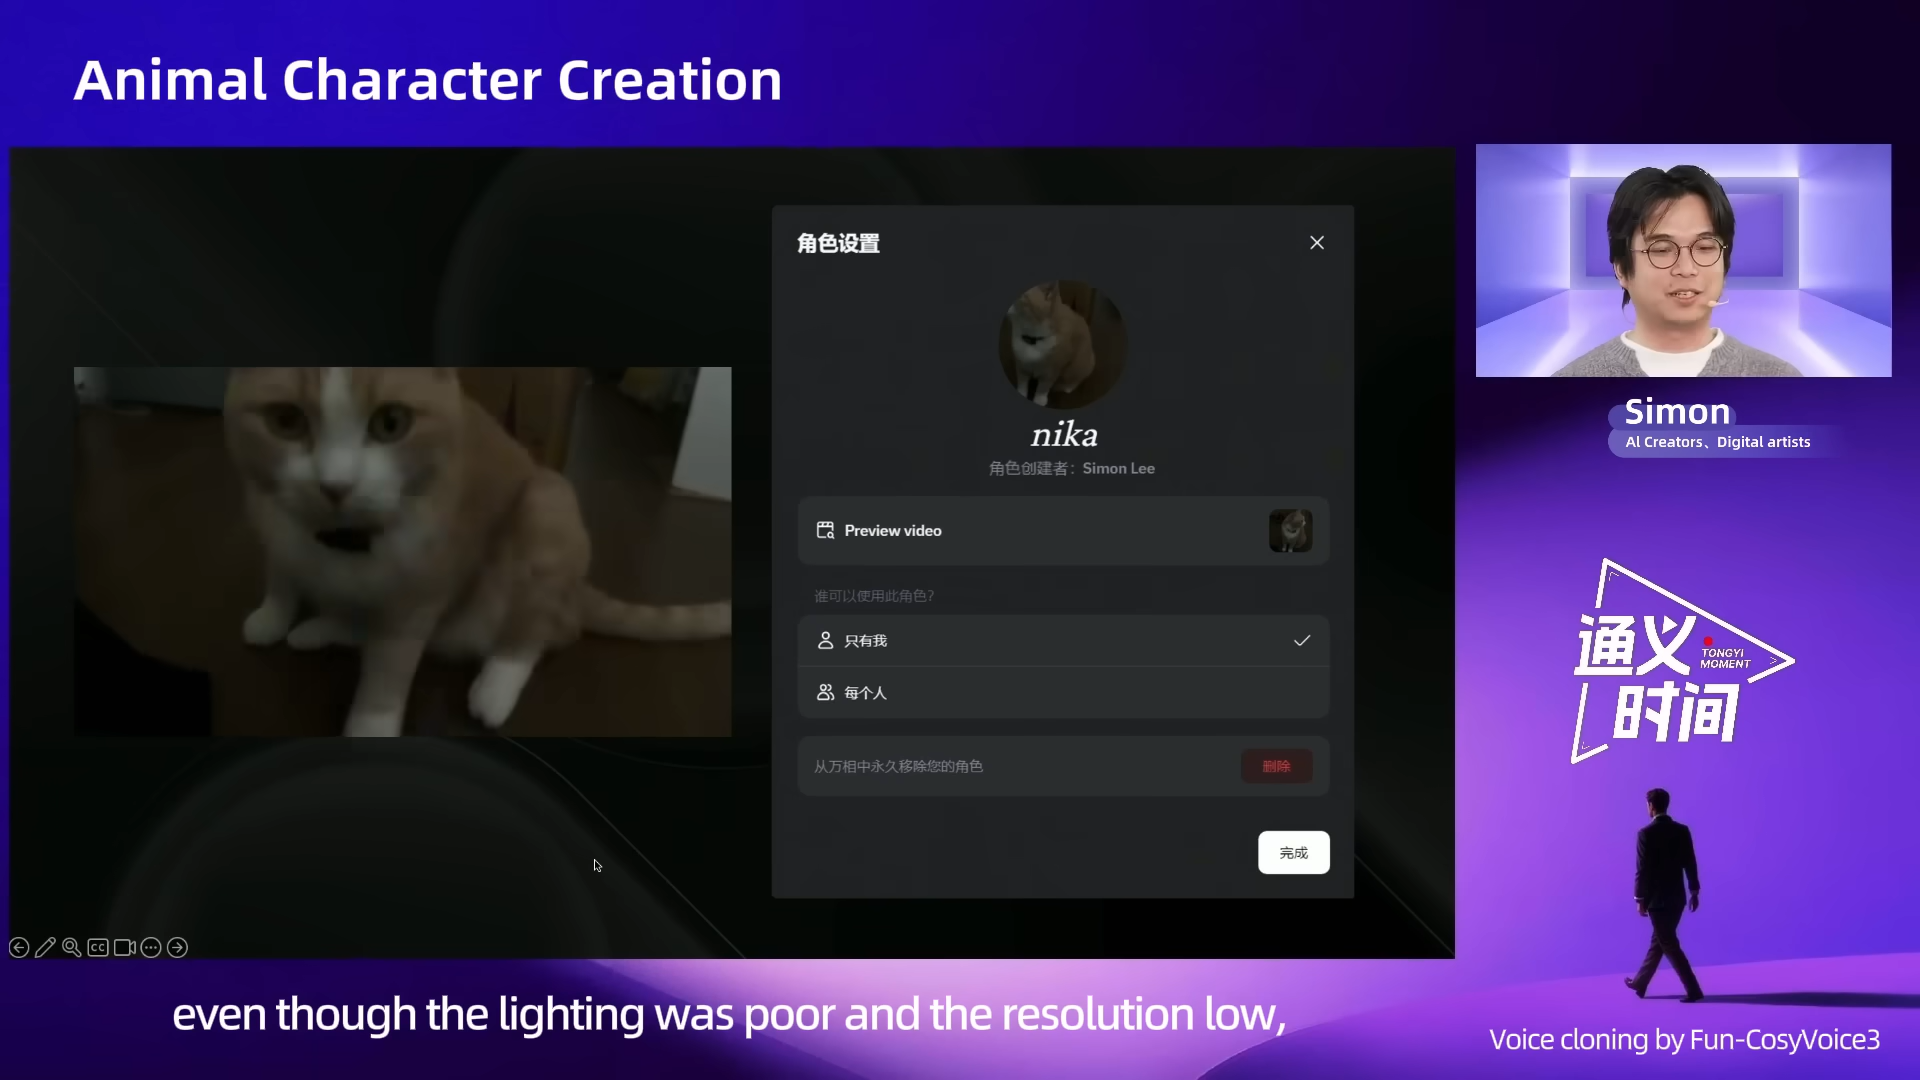 Animal Character Creation
角色设置
nika
角色创建者：Simon Lee
Preview video
谁可以使用此角色?
只有我
每个人
从万相中永久移除您的角色
删除
完成
CC
Simon
AI Creators、Digital artists
通义
TONGYI
MOMENT
时间
even though the lighting was poor and the resolution low,
Voice cloning by Fun-CosyVoice3